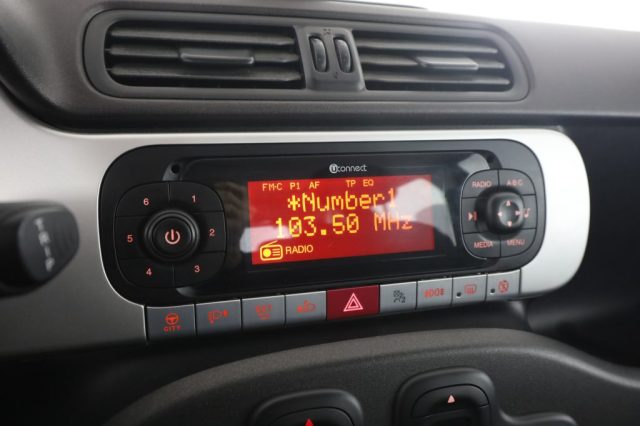 Uconnect
FM-C P1 AF TP EQ
*Number1
103.50 MHz
RADIO
6
5
4
1
2
3
RADIO A-B-C
MEDIA MENU
CITY